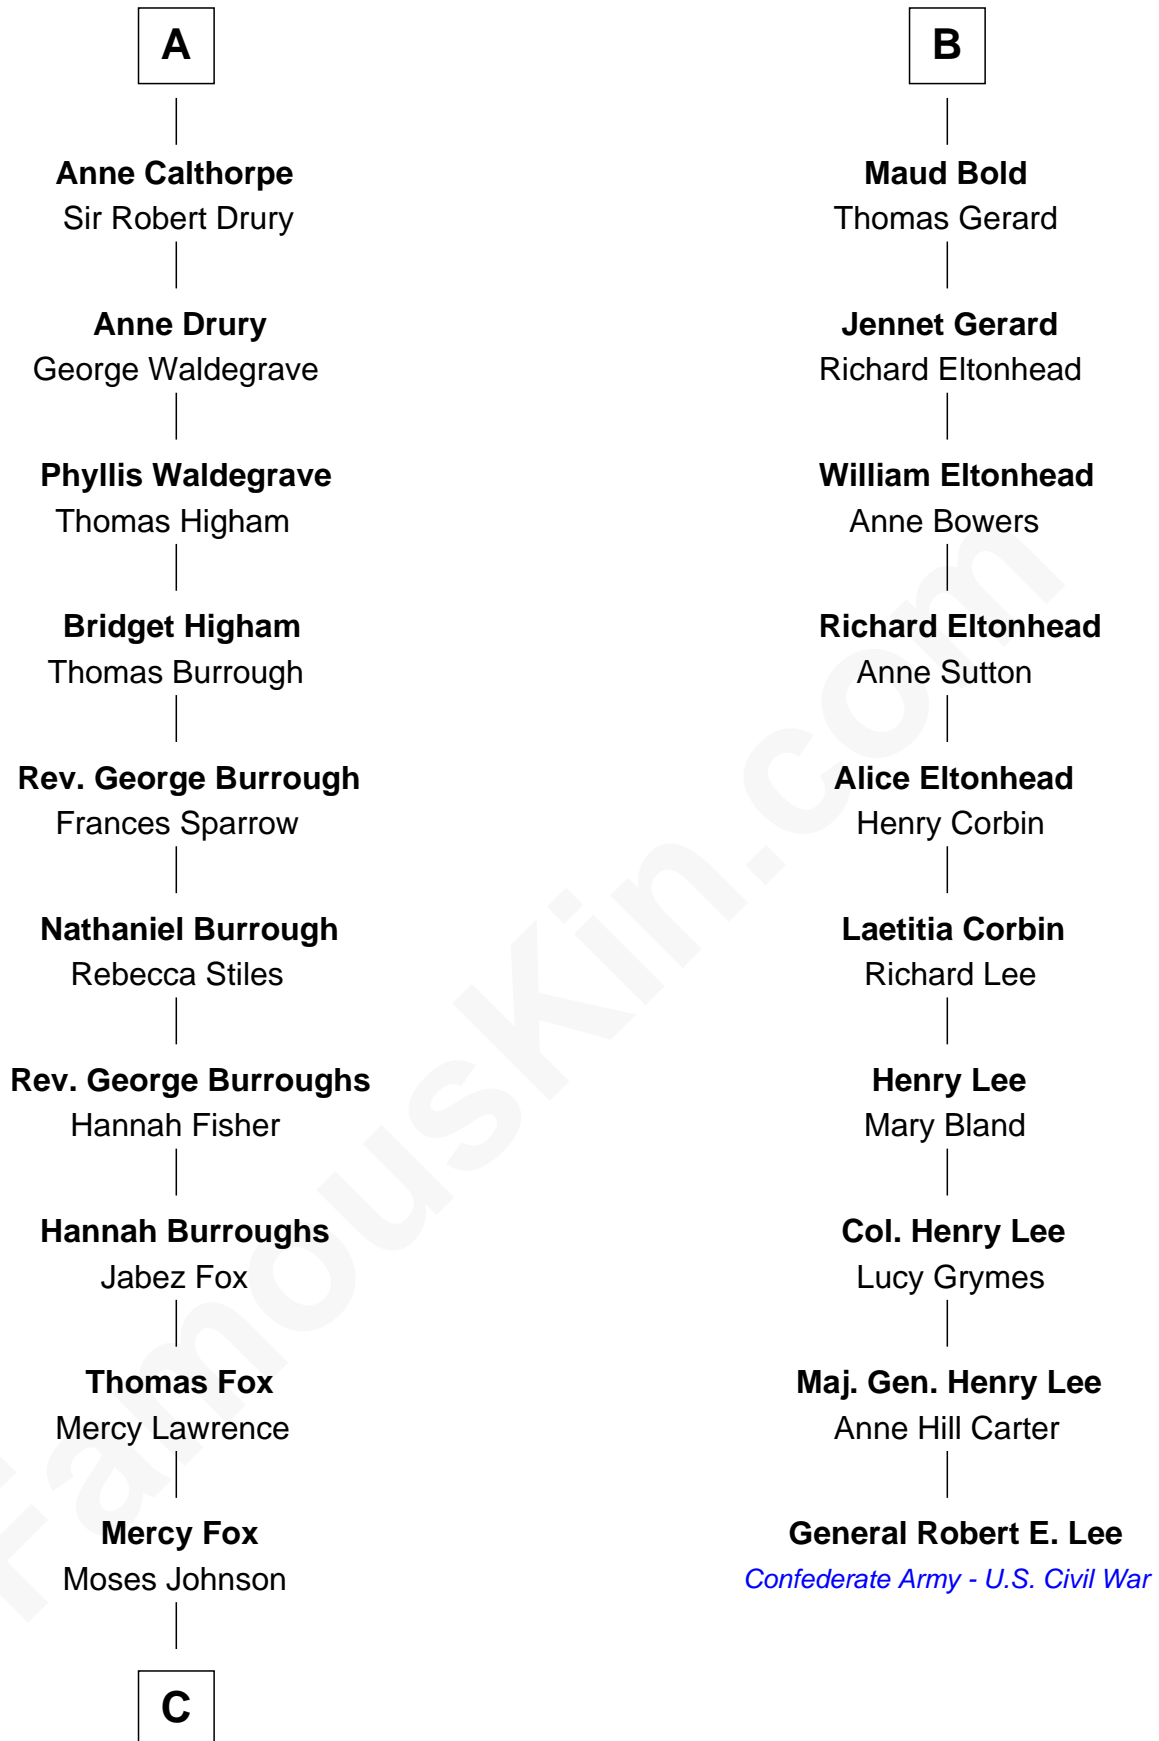 A
Anne Calthorpe
Sir Robert Drury
Anne Drury
George Waldegrave
Phyllis Waldegrave
Thomas Higham
Bridget Higham
Thomas Burrough
Rev. George Burrough
Frances Sparrow
Nathaniel Burrough
Rebecca Stiles
Rev. George Burroughs
Hannah Fisher
Hannah Burroughs
Jabez Fox
Thomas Fox
Mercy Lawrence
Mercy Fox
Moses Johnson
C
B
Maud Bold
Thomas Gerard
Jennet Gerard
Richard Eltonhead
William Eltonhead
Anne Bowers
Richard Eltonhead
Anne Sutton
Alice Eltonhead
Henry Corbin
Laetitia Corbin
Richard Lee
Henry Lee
Mary Bland
Col. Henry Lee
Lucy Grymes
Maj. Gen. Henry Lee
Anne Hill Carter
General Robert E. Lee
Confederate Army - U.S. Civil War
FamousKin.com